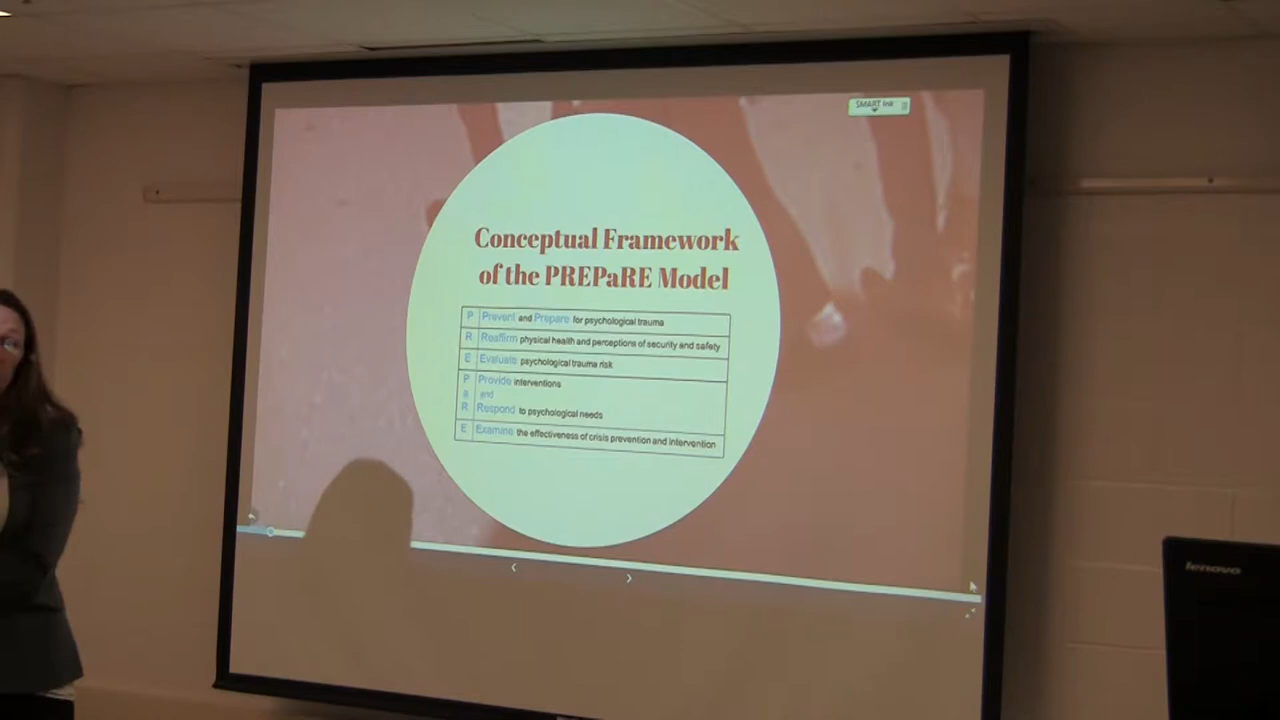 SMART Ink
Conceptual Framework
of the PREPaRE Model
P Prevent and Prepare for psychological trauma
R Reaffirm physical health and perceptions of security and safety
E Evaluate psychological trauma risk
P Provide interventions
a and
R Respond to psychological needs
E Examine the effectiveness of crisis prevention and intervention
lenovo